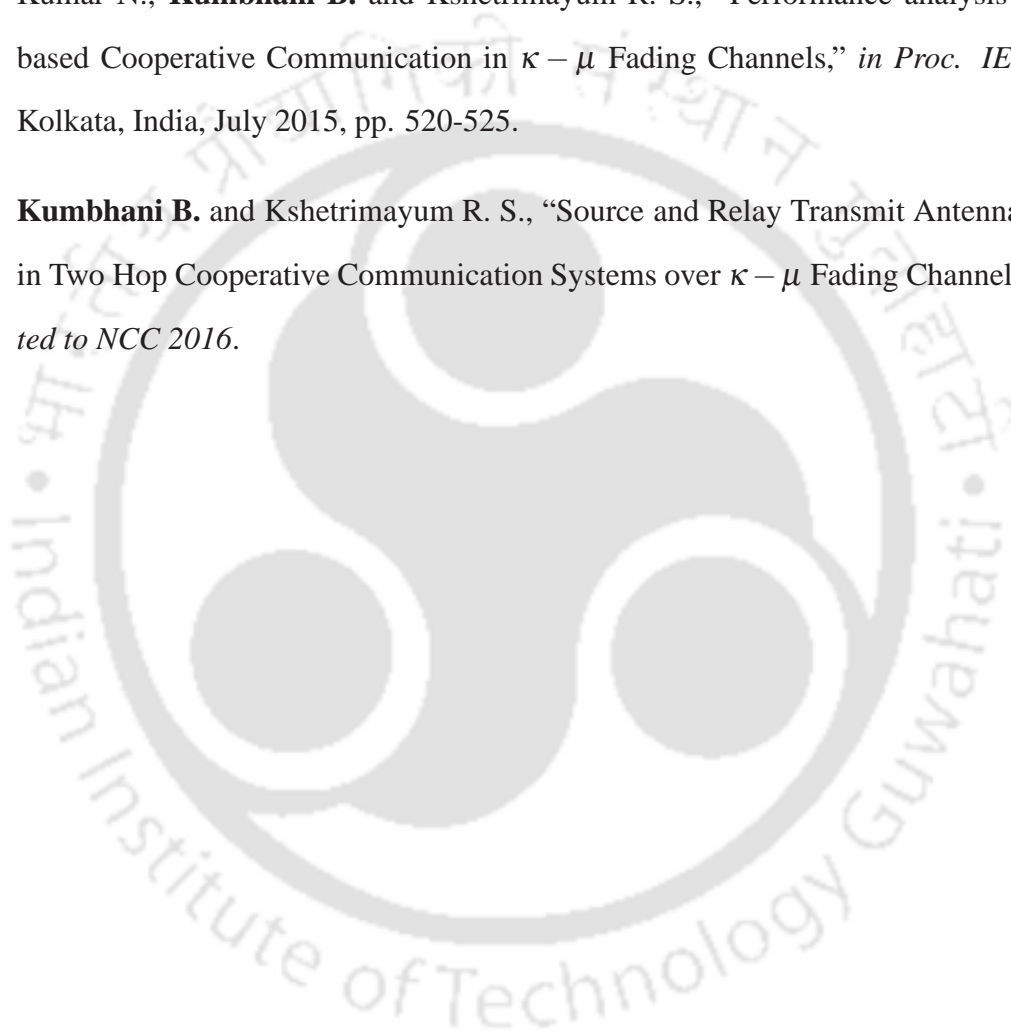 Kumar N., Kumbhani B. and Kshetrimayum R. S., “Performance analysis
based Cooperative Communication in κ − μ Fading Channels,” in Proc. IE
Kolkata, India, July 2015, pp. 520-525.
Kumbhani B. and Kshetrimayum R. S., “Source and Relay Transmit Antenna
in Two Hop Cooperative Communication Systems over κ − μ Fading Channel
ted to NCC 2016.
Indian Institute of Technology Guwahati